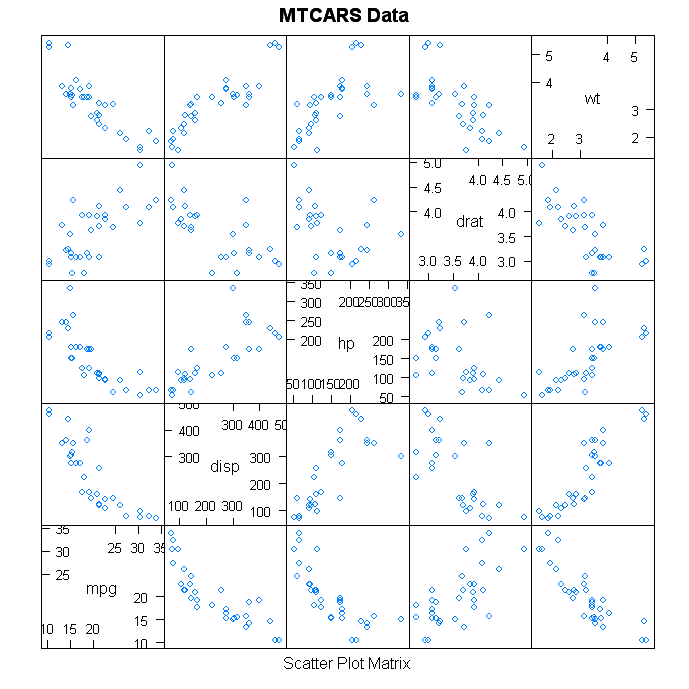 MTCARS Data
4 5
5
4
wt
3
2
2 3
5.0 4.0 4.5 5.0
4.5
4.0 4.0
drat 3.5
3.0
3.0 3.5 4.0
350 200 250 300 350
300
250
200 hp 200
150
100
50
50 100 150 200
500 300 400 500
400
300 disp 300
200
100
100 200 300
35 25 30 35
30
25
mpg 20
15
10
10 15 20
Scatter Plot Matrix